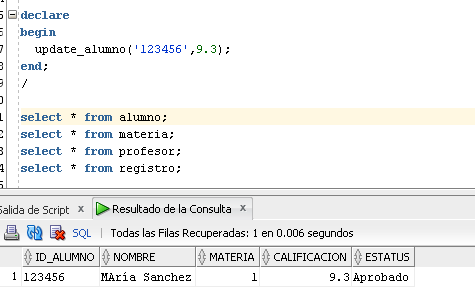 declare
begin
update_alumno('123456',9.3);
end;
/
select * from alumno;
select * from materia;
select * from profesor;
select * from registro;
Salida de Script x Resultado de la Consulta x
SQL | Todas las Filas Recuperadas: 1 en 0.006 segundos
ID_ALUMNO NOMBRE MATERIA CALIFICACION ESTATUS
1 123456 MAría Sanchez 1 9.3 Aprobado